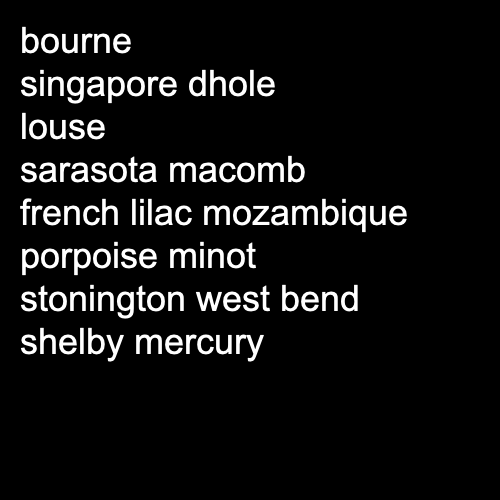 bourne
singapore dhole
louse
sarasota macomb
french lilac mozambique
porpoise minot
stonington west bend
shelby mercury